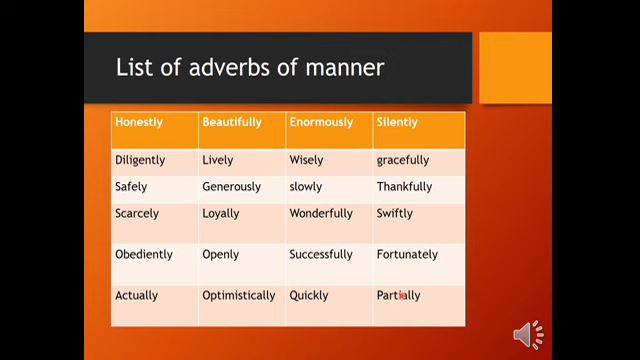 List of adverbs of manner
Honestly Beautifully Enormously Silently
Diligently Lively Wisely gracefully
Safely Generously slowly Thankfully
Scarcely Loyally Wonderfully Swiftly
Obediently Openly Successfully Fortunately
Actually Optimistically Quickly Partially